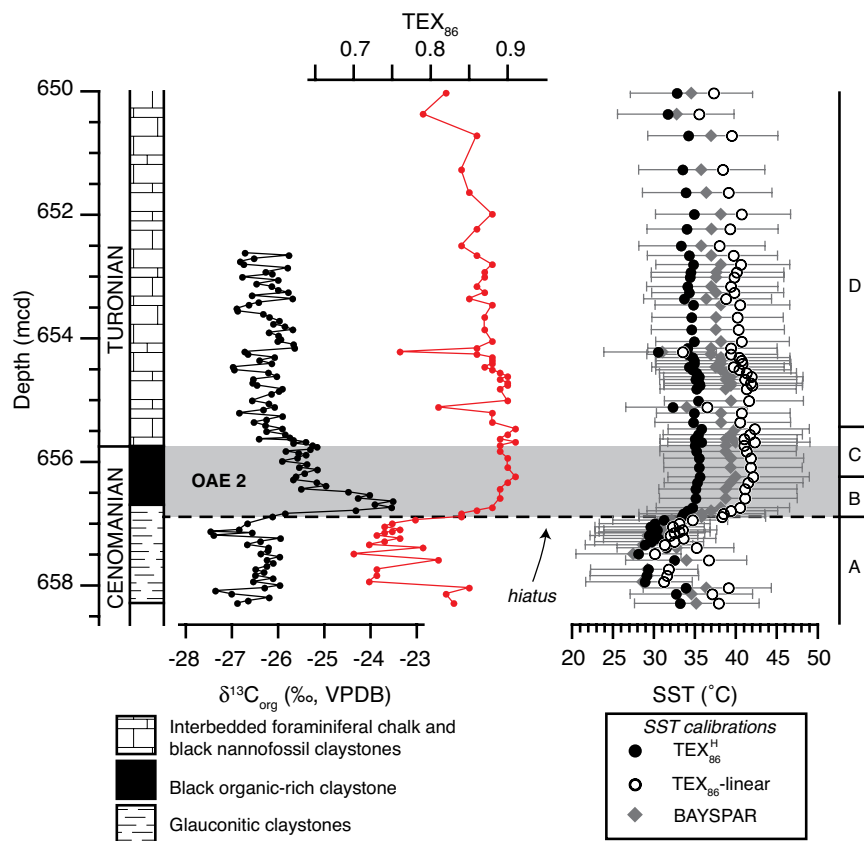 TEX86
0.7 0.8 0.9
650
652
654
656
658
Depth (mcd)
TURONIAN
CENOMANIAN
OAE 2
hiatus
D
C
B
A
-28 -27 -26 -25 -24 -23
δ13Corg (‰, VPDB)
20 25 30 35 40 45 50
SST (˚C)
Interbedded foraminiferal chalk and
black nannofossil claystones
Black organic-rich claystone
Glauconitic claystones
SST calibrations
TEXH86
TEX86-linear
BAYSPAR